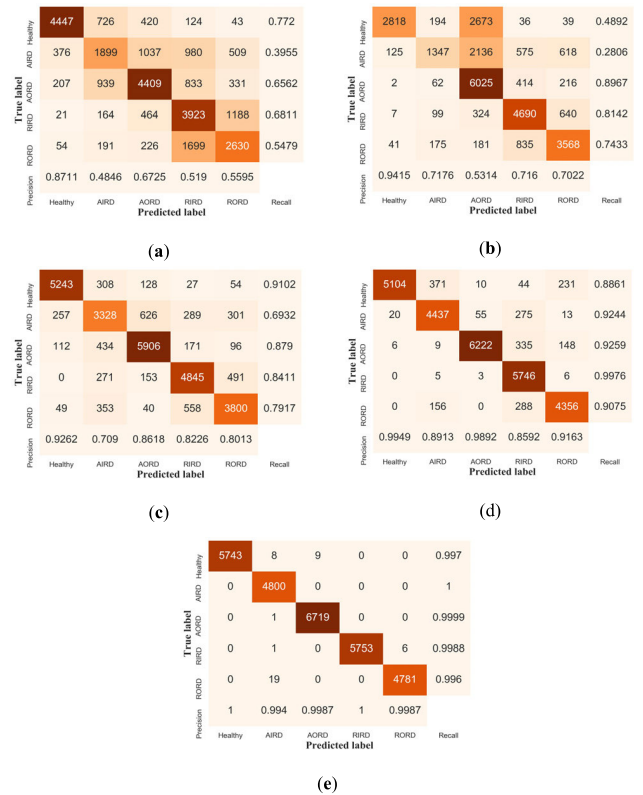 Healthy 4447 726 420 124 43 0.772
AIRD 376 1899 1037 980 509 0.3955
AORD 207 939 4409 833 331 0.6562
RIRD 21 164 464 3923 1188 0.6811
RORD 54 191 226 1699 2630 0.5479
Precision 0.8711 0.4846 0.6725 0.519 0.5595
Healthy AIRD AORD RIRD RORD Recall
True label
Predicted label
(a)
Healthy 2818 194 2673 36 39 0.4892
AIRD 125 1347 2136 575 618 0.2806
AORD 2 62 6025 414 216 0.8967
RIRD 7 99 324 4690 640 0.8142
RORD 41 175 181 835 3568 0.7433
Precision 0.9415 0.7176 0.5314 0.716 0.7022
Healthy AIRD AORD RIRD RORD Recall
True label
Predicted label
(b)
Healthy 5243 308 128 27 54 0.9102
AIRD 257 3328 626 289 301 0.6932
AORD 112 434 5906 171 96 0.879
RIRD 0 271 153 4845 491 0.8411
RORD 49 353 40 558 3800 0.7917
Precision 0.9262 0.709 0.8618 0.8226 0.8013
Healthy AIRD AORD RIRD RORD Recall
True label
Predicted label
(c)
Healthy 5104 371 10 44 231 0.8861
AIRD 20 4437 55 275 13 0.9244
AORD 6 9 6222 335 148 0.9259
RIRD 0 5 3 5746 6 0.9976
RORD 0 156 0 288 4356 0.9075
Precision 0.9949 0.8913 0.9892 0.8592 0.9163
Healthy AIRD AORD RIRD RORD Recall
True label
Predicted label
(d)
Healthy 5743 8 9 0 0 0.997
AIRD 0 4800 0 0 0 1
AORD 0 1 6719 0 0 0.9999
RIRD 0 1 0 5753 6 0.9988
RORD 0 19 0 0 4781 0.996
Precision 1 0.994 0.9987 1 0.9987
Healthy AIRD AORD RIRD RORD Recall
True label
Predicted label
(e)